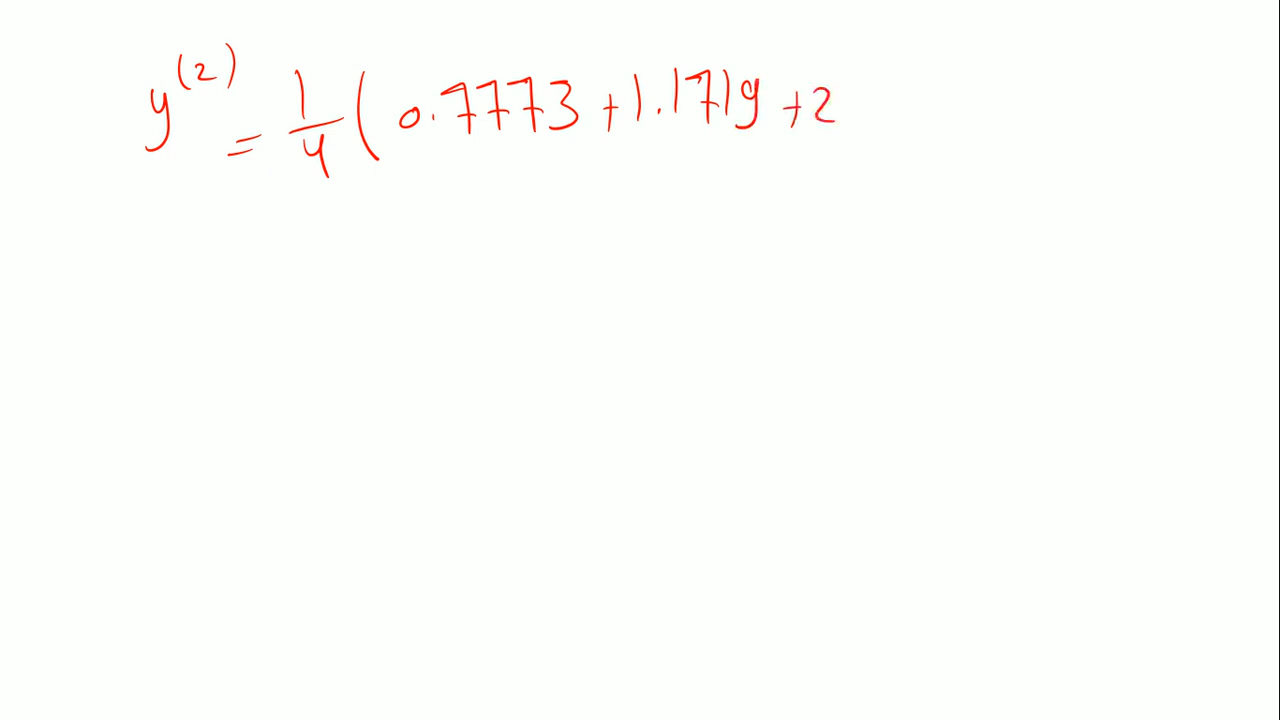 y^(2) = 1/4 ( 0.7773 + 1.1719 + 2